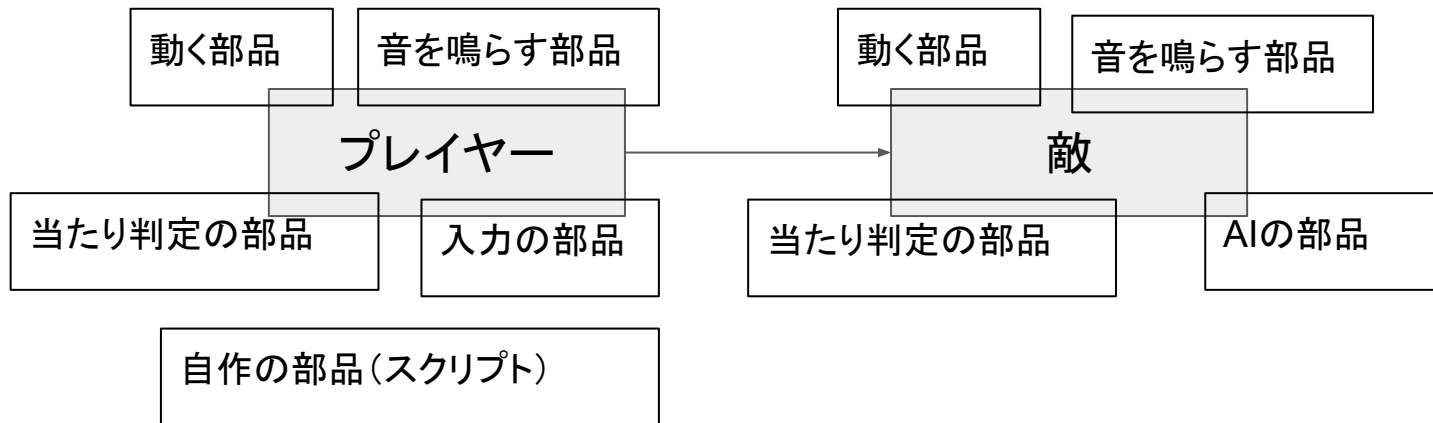 動く部品
音を鳴らす部品
プレイヤー
当たり判定の部品
入力の部品
自作の部品（スクリプト）
動く部品
音を鳴らす部品
敵
当たり判定の部品
AIの部品